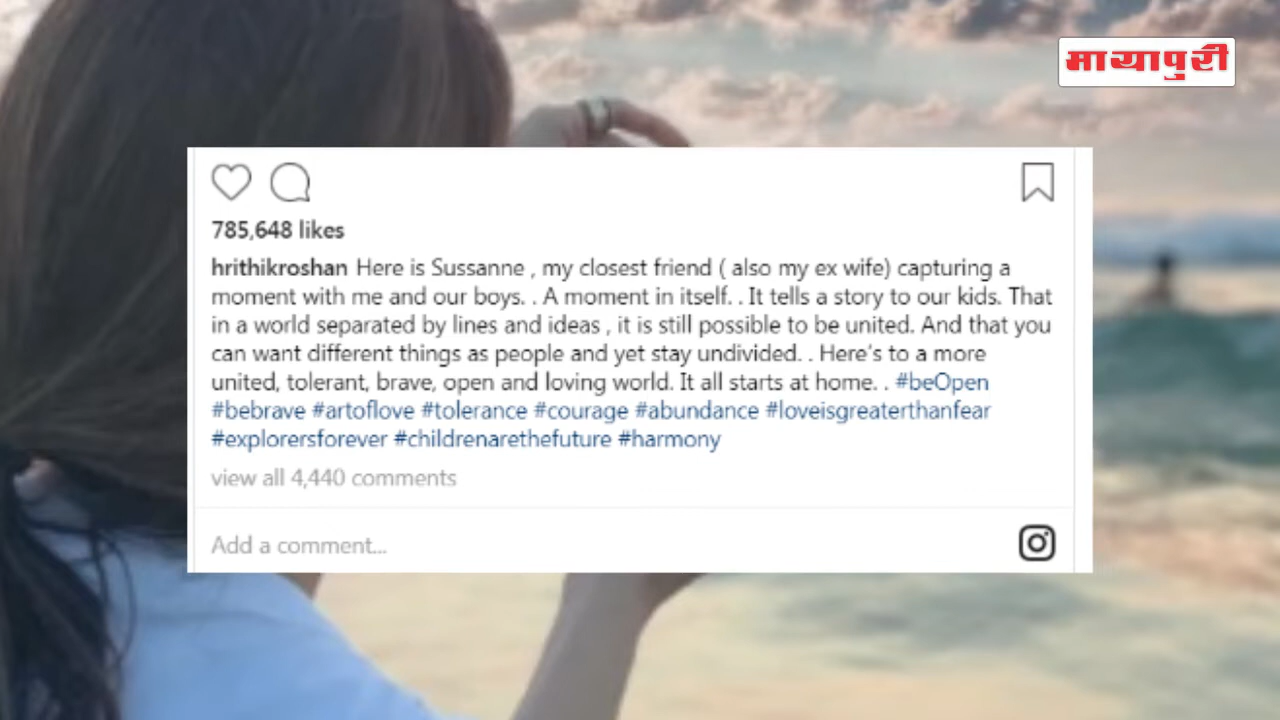 मायापुरी
785,648 likes
hrithikroshan Here is Sussanne , my closest friend ( also my ex wife) capturing a
moment with me and our boys. . A moment in itself. . It tells a story to our kids. That
in a world separated by lines and ideas , it is still possible to be united. And that you
can want different things as people and yet stay undivided. . Here's to a more
united, tolerant, brave, open and loving world. It all starts at home. . #beOpen
#bebrave #artoflove #tolerance #courage #abundance #loveisgreaterthanfear
#explorersforever #childrenarethefuture #harmony
view all 4,440 comments
Add a comment...